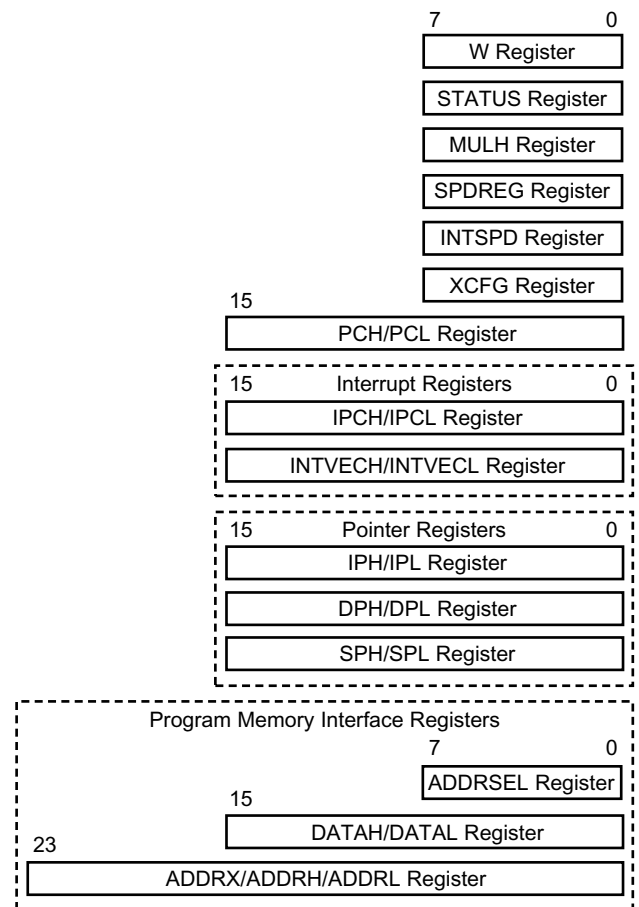 7 0
W Register
STATUS Register
MULH Register
SPDREG Register
INTSPD Register
XCFG Register
15
PCH/PCL Register
15 Interrupt Registers 0
IPCH/IPCL Register
INTVECH/INTVECL Register
15 Pointer Registers 0
IPH/IPL Register
DPH/DPL Register
SPH/SPL Register
Program Memory Interface Registers
7 0
ADDRSEL Register
15
DATAH/DATAL Register
23
ADDRX/ADDRH/ADDRL Register